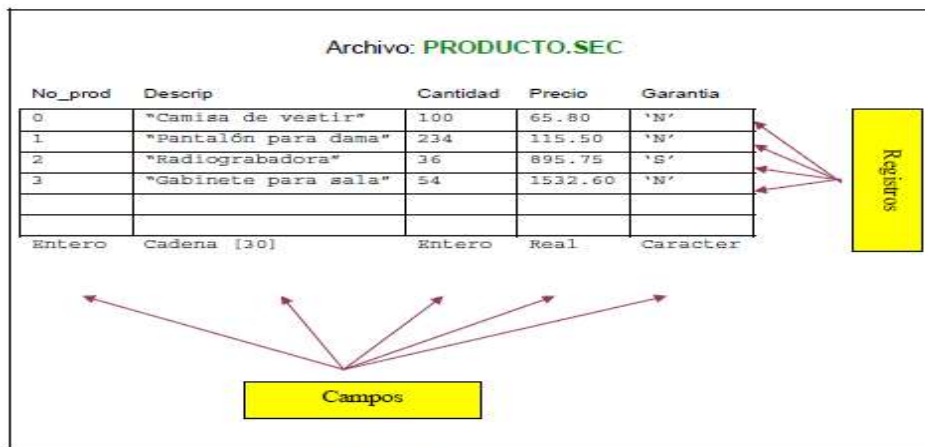 Archivo: PRODUCTO.SEC
No_prod Descrip Cantidad Precio Garantia
0 "Camisa de vestir" 100 65.80 'N'
1 "Pantalón para dama" 234 115.50 'N'
2 "Radiograbadora" 36 895.75 'S'
3 "Gabinete para sala" 54 1532.60 'N'
Entero Cadena [30] Entero Real Caracter
Registros
Campos